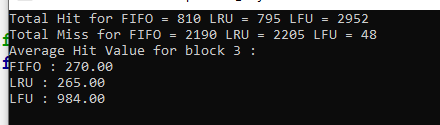 Total Hit for FIFO = 810 LRU = 795 LFU = 2952
Total Miss for FIFO = 2190 LRU = 2205 LFU = 48
Average Hit Value for block 3 :
FIFO : 270.00
LRU : 265.00
LFU : 984.00